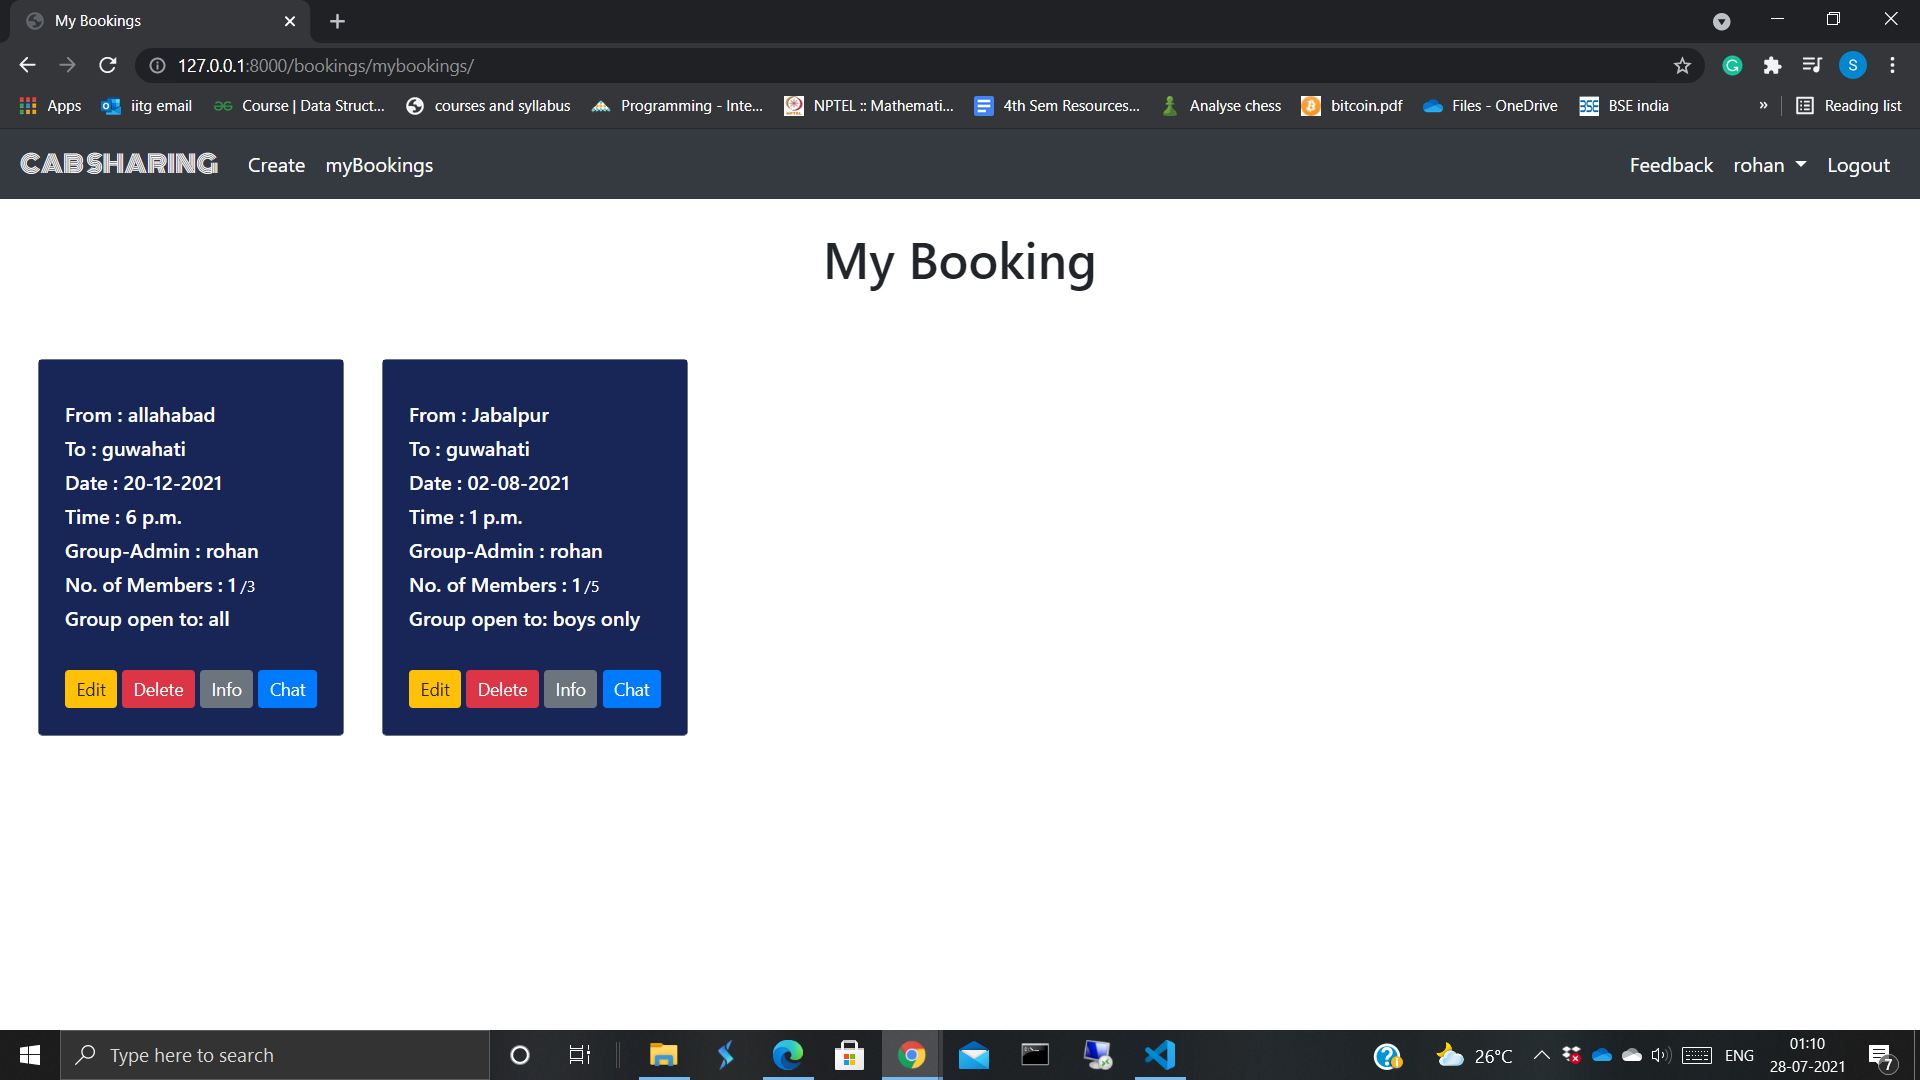 My Bookings
127.0.0.1:8000/bookings/mybookings/
Apps iitg email Course | Data Struct... courses and syllabus Programming - Inte... NPTEL :: Mathemati... 4th Sem Resources... Analyse chess bitcoin.pdf Files - OneDrive BSE india » Reading list
CABSHARING Create myBookings Feedback rohan Logout
My Booking
From : allahabad
To : guwahati
Date : 20-12-2021
Time : 6 p.m.
Group-Admin : rohan
No. of Members : 1 /3
Group open to: all
Edit Delete Info Chat
From : Jabalpur
To : guwahati
Date : 02-08-2021
Time : 1 p.m.
Group-Admin : rohan
No. of Members : 1 /5
Group open to: boys only
Edit Delete Info Chat
Type here to search
26°C ENG
01:10
28-07-2021
7